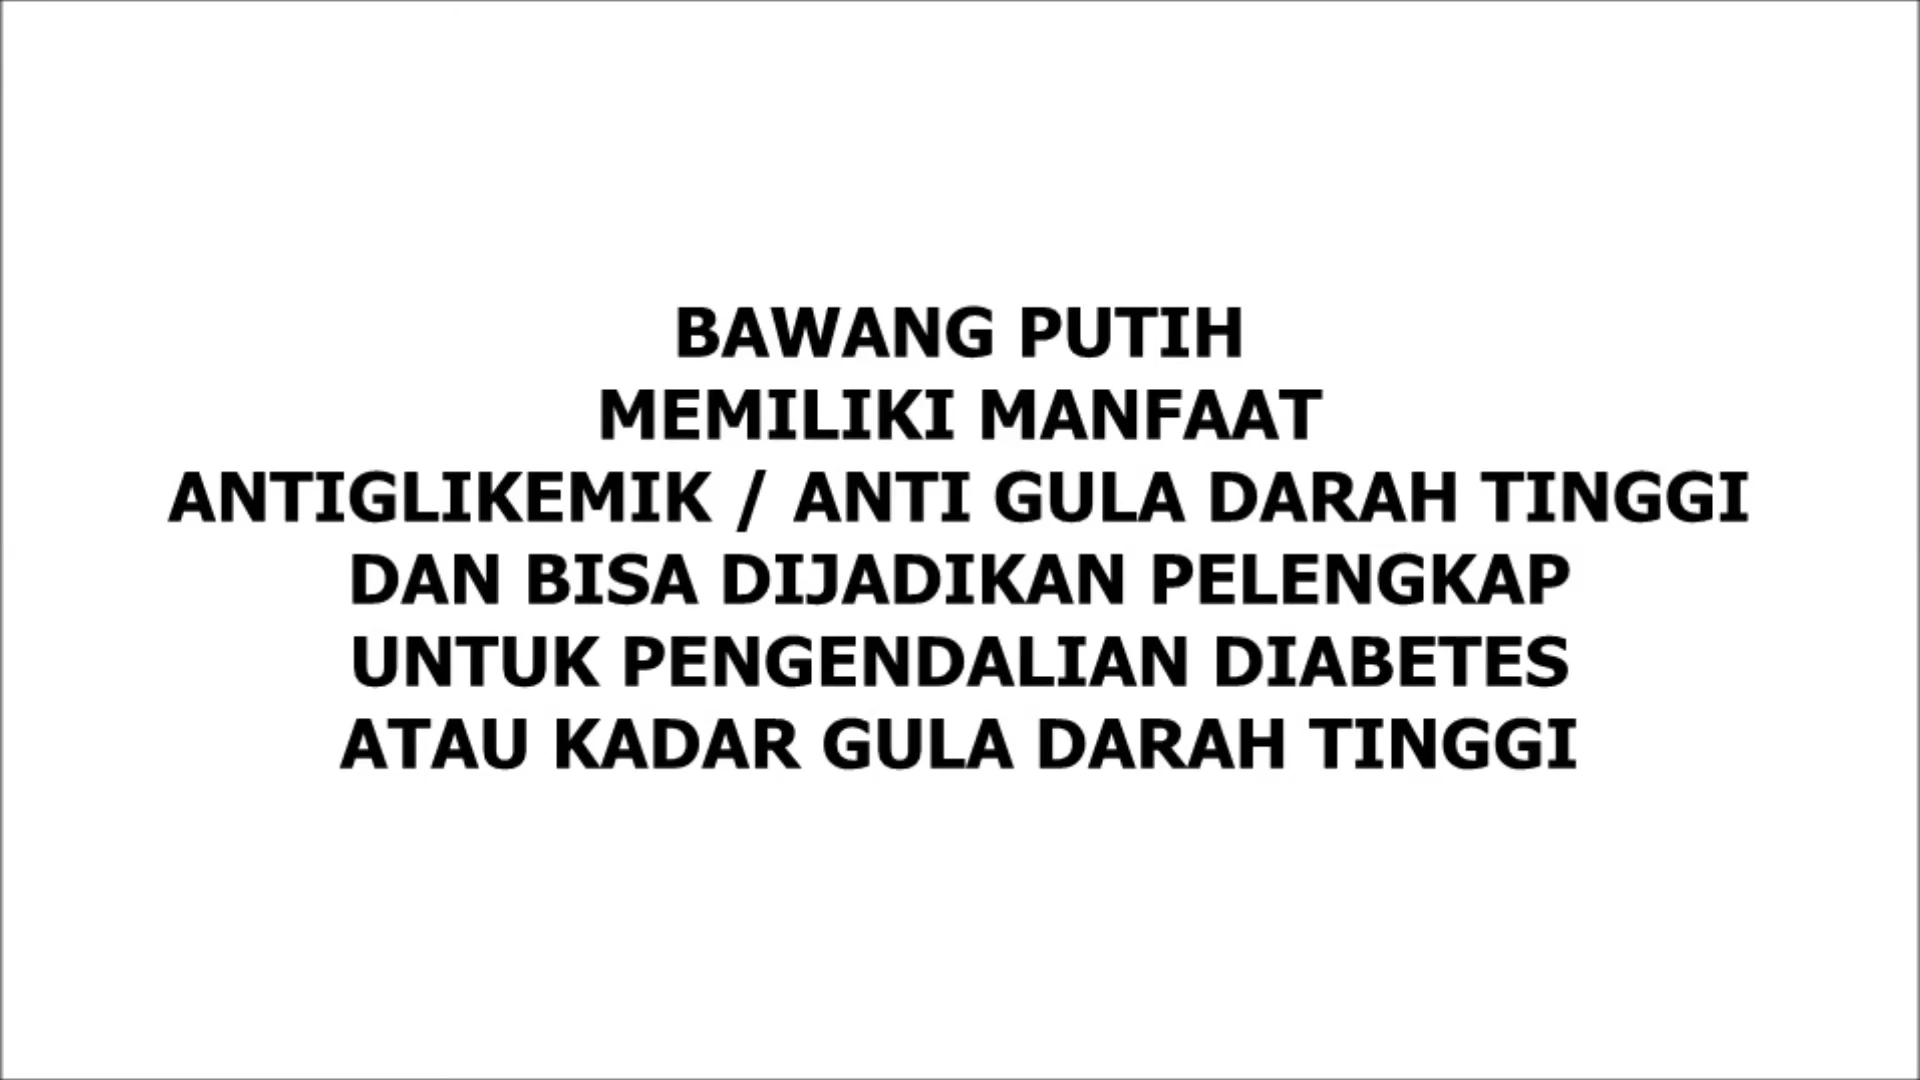 BAWANG PUTIH
MEMILIKI MANFAAT
ANTIGLIKEMIK / ANTI GULA DARAH TINGGI
DAN BISA DIJADIKAN PELENGKAP
UNTUK PENGENDALIAN DIABETES
ATAU KADAR GULA DARAH TINGGI